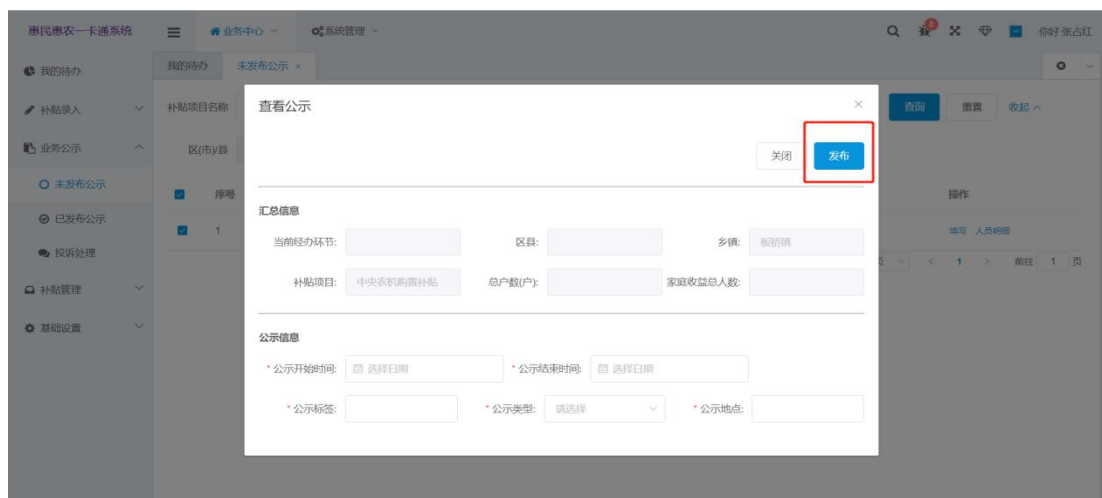 惠民惠农一卡通系统 业务中心 系统管理 8 你好 张占红
我的待办 我的待办 未发布公示 ×
补贴录入 补贴项目名称 查看公示 × 查询 重置 收起
业务公示 区(市)/县 关闭 发布
未发布公示 序号 操作
汇总信息
已发布公示 1 当前经办环节: 区县: 乡镇: 板桥镇 填写 人员明细
投诉处理 页 < 1 > 前往 1 页
补贴管理 补贴项目: 中央农机购置补贴 总户数(户): 家庭收益总人数:
基础设置
公示信息
* 公示开始时间: 选择日期 * 公示结束时间: 选择日期
* 公示标签: * 公示类型: 请选择 * 公示地点: